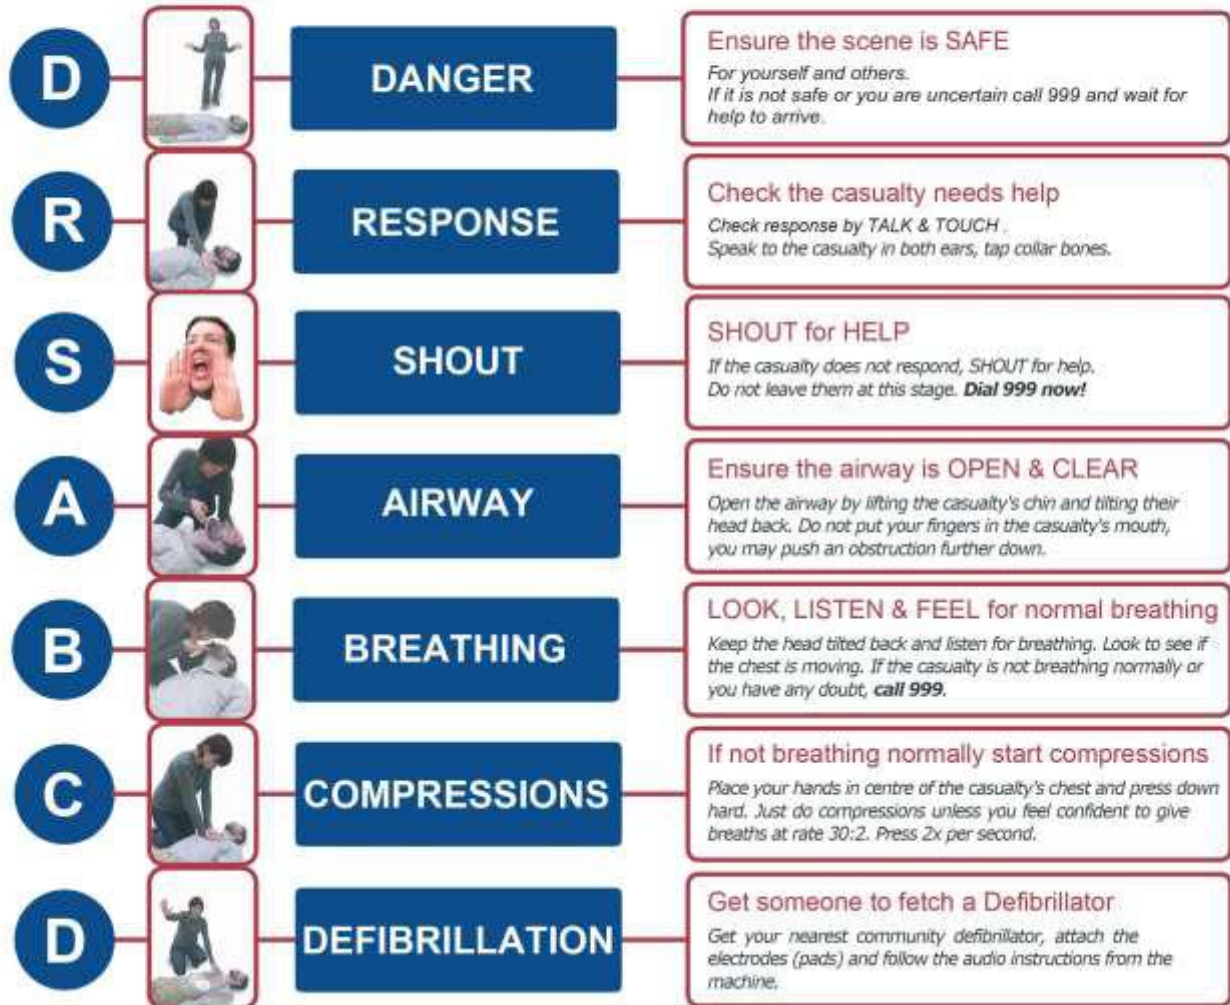 D
DANGER
Ensure the scene is SAFE
For yourself and others.
If it is not safe or you are uncertain call 999 and wait for
help to arrive.
R
RESPONSE
Check the casualty needs help
Check response by TALK & TOUCH .
Speak to the casualty in both ears, tap collar bones.
S
SHOUT
SHOUT for HELP
If the casualty does not respond, SHOUT for help.
Do not leave them at this stage. Dial 999 now!
A
AIRWAY
Ensure the airway is OPEN & CLEAR
Open the airway by lifting the casualty's chin and tilting their
head back. Do not put your fingers in the casualty's mouth,
you may push an obstruction further down.
B
BREATHING
LOOK, LISTEN & FEEL for normal breathing
Keep the head tilted back and listen for breathing. Look to see if
the chest is moving. If the casualty is not breathing normally or
you have any doubt, call 999.
C
COMPRESSIONS
If not breathing normally start compressions
Place your hands in centre of the casualty's chest and press down
hard. Just do compressions unless you feel confident to give
breaths at rate 30:2. Press 2x per second.
D
DEFIBRILLATION
Get someone to fetch a Defibrillator
Get your nearest community defibrillator, attach the
electrodes (pads) and follow the audio instructions from the
machine.